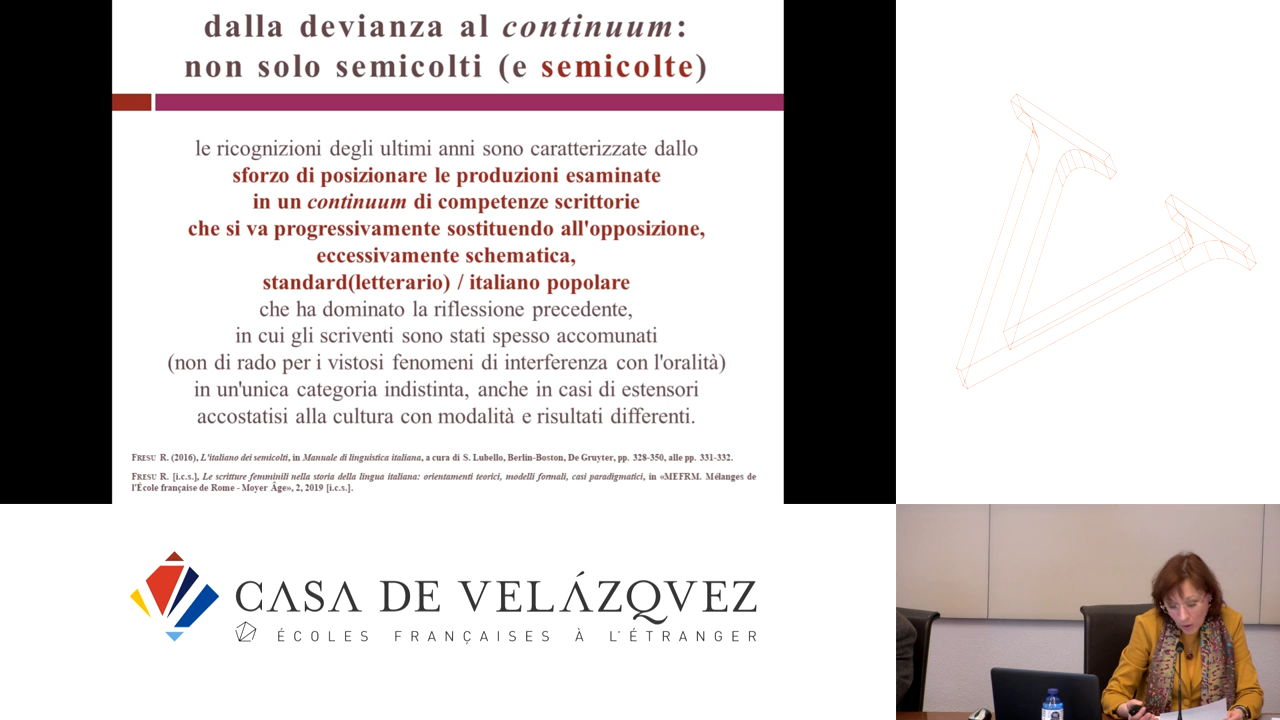 dalla devianza al continuum:
non solo semicolti (e semicolte)
le ricognizioni degli ultimi anni sono caratterizzate dallo
sforzo di posizionare le produzioni esaminate
in un continuum di competenze scrittorie
che si va progressivamente sostituendo all'opposizione,
eccessivamente schematica,
standard(letterario) / italiano popolare
che ha dominato la riflessione precedente,
in cui gli scriventi sono stati spesso accomunati
(non di rado per i vistosi fenomeni di interferenza con l'oralità)
in un'unica categoria indistinta, anche in casi di estensori
accostatisi alla cultura con modalità e risultati differenti.
FRESU R. (2016), L'italiano dei semicolti, in Manuale di linguistica italiana, a cura di S. Lubello, Berlin-Boston, De Gruyter, pp. 328-350, alle pp. 331-332.
FRESU R. [i.c.s.], Le scritture femminili nella storia della lingua italiana: orientamenti teorici, modelli formali, casi paradigmatici, in «MEFRM. Mélanges de
l'École française de Rome - Moyer Âge», 2, 2019 [i.c.s.].
CASA DE VELÁZQVEZ
ÉCOLES FRANÇAISES À L'ÉTRANGER